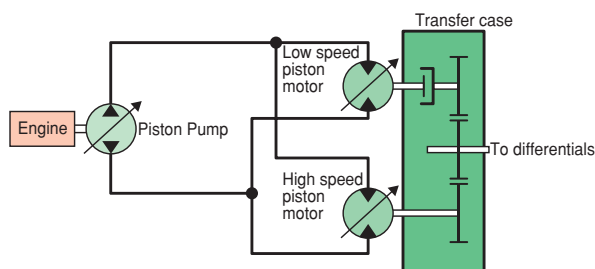 Transfer case
Low speed
piston
motor
Engine
Piston Pump
To differentials
High speed
piston
motor